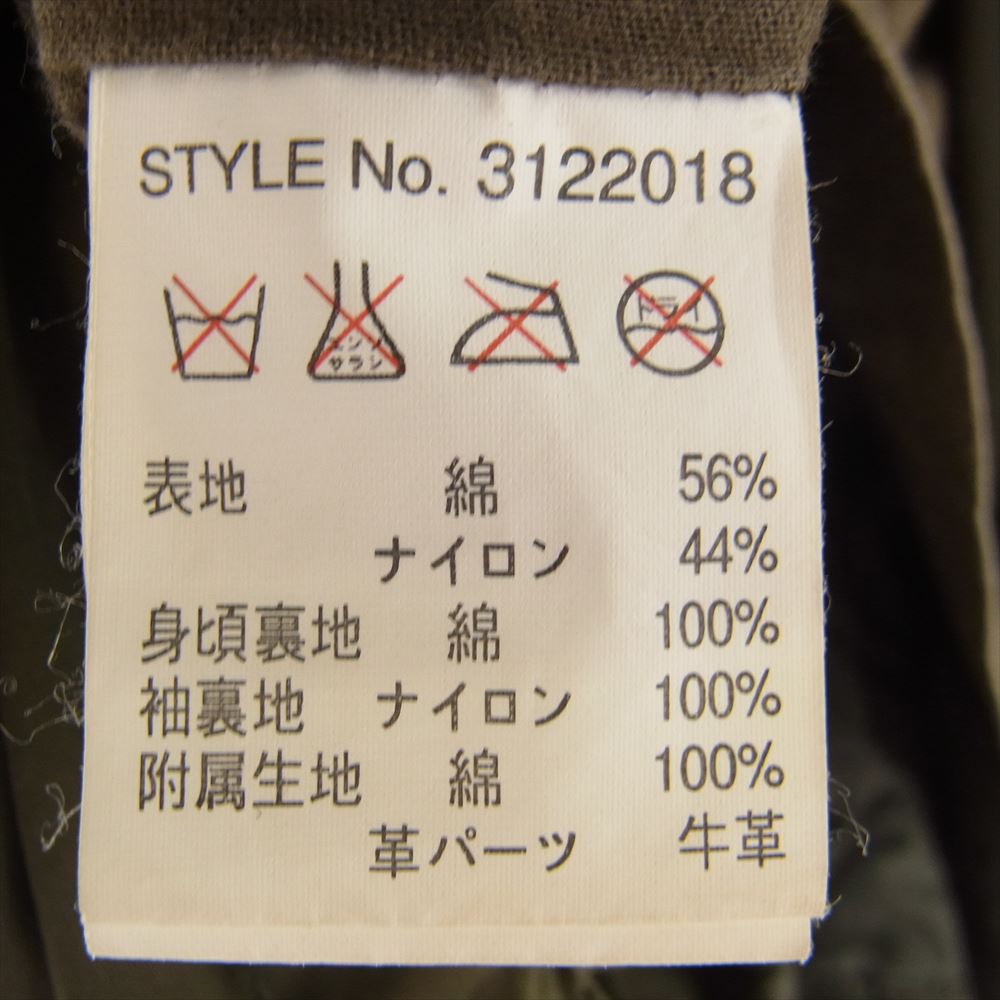 STYLE No. 3122018
エンソ サラシ ドライ
表地 綿 56%
ナイロン 44%
身頃裏地 綿 100%
袖裏地 ナイロン 100%
附属生地 綿 100%
革パーツ 牛革